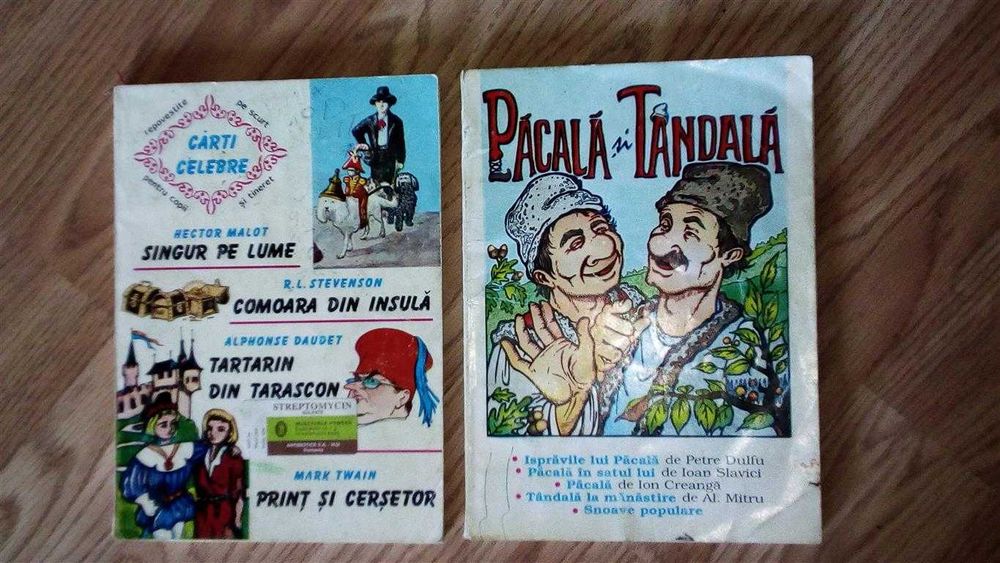 repovestite pe scurt
CĂRȚI
CELEBRE
pentru copii și tineret
HECTOR MALOT
SINGUR PE LUME
R.L. STEVENSON
COMOARA DIN INSULĂ
ALPHONSE DAUDET
TARTARIN
DIN TARASCON
STREPTOMYCIN
ANTIBIOTICE S.A. - IAȘI
MARK TWAIN
PRINȚ ȘI CERȘETOR
PĂCALĂ și TÂNDALĂ
• Isprăvile lui Păcală de Petre Dulfu
• Păcală în satul lui de Ioan Slavici
• Păcală de Ion Creangă
• Tândală la mănăstire de Al. Mitru
• Snoave populare